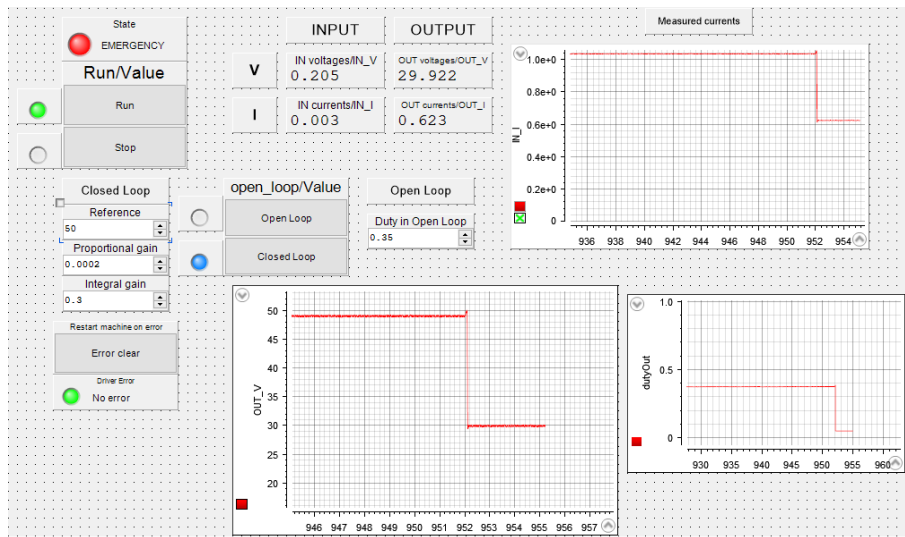 State
EMERGENCY
Run/Value
Run
Stop
INPUT
OUTPUT
V
IN voltages/IN_V
0.205
OUT voltages/OUT_V
29.922
I
IN currents/IN_I
0.003
OUT currents/OUT_I
0.623
Measured currents
IN_I
1.0e+0
0.8e+0
0.6e+0
0.4e+0
0.2e+0
0
936 938 940 942 944 946 948 950 952 954
Closed Loop
Reference
50
Proportional gain
0.0002
Integral gain
0.3
open_loop/Value
Open Loop
Closed Loop
Open Loop
Duty in Open Loop
0.35
Restart machine on error
Error clear
Driver Error
No error
OUT_V
50
45
40
35
30
25
20
946 947 948 949 950 951 952 953 954 955 956 957
dutyOut
1.0
0.5
0
930 935 940 945 950 955 960